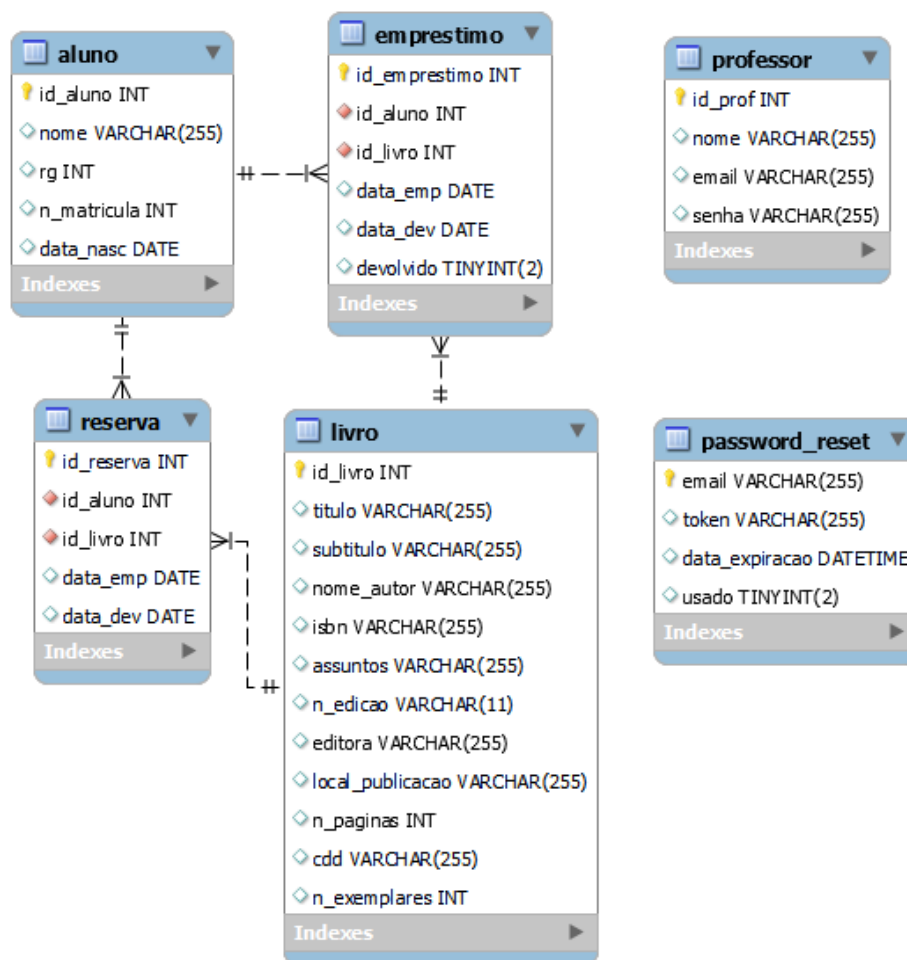 aluno
id_aluno INT
nome VARCHAR(255)
rg INT
n_matricula INT
data_nasc DATE
Indexes
emprestimo
id_emprestimo INT
id_aluno INT
id_livro INT
data_emp DATE
data_dev DATE
devolvido TINYINT(2)
Indexes
professor
id_prof INT
nome VARCHAR(255)
email VARCHAR(255)
senha VARCHAR(255)
Indexes
reserva
id_reserva INT
id_aluno INT
id_livro INT
data_emp DATE
data_dev DATE
Indexes
livro
id_livro INT
titulo VARCHAR(255)
subtitulo VARCHAR(255)
nome_autor VARCHAR(255)
isbn VARCHAR(255)
assuntos VARCHAR(255)
n_edicao VARCHAR(11)
editora VARCHAR(255)
local_publicacao VARCHAR(255)
n_paginas INT
cdd VARCHAR(255)
n_exemplares INT
Indexes
password_reset
email VARCHAR(255)
token VARCHAR(255)
data_expiracao DATETIME
usado TINYINT(2)
Indexes